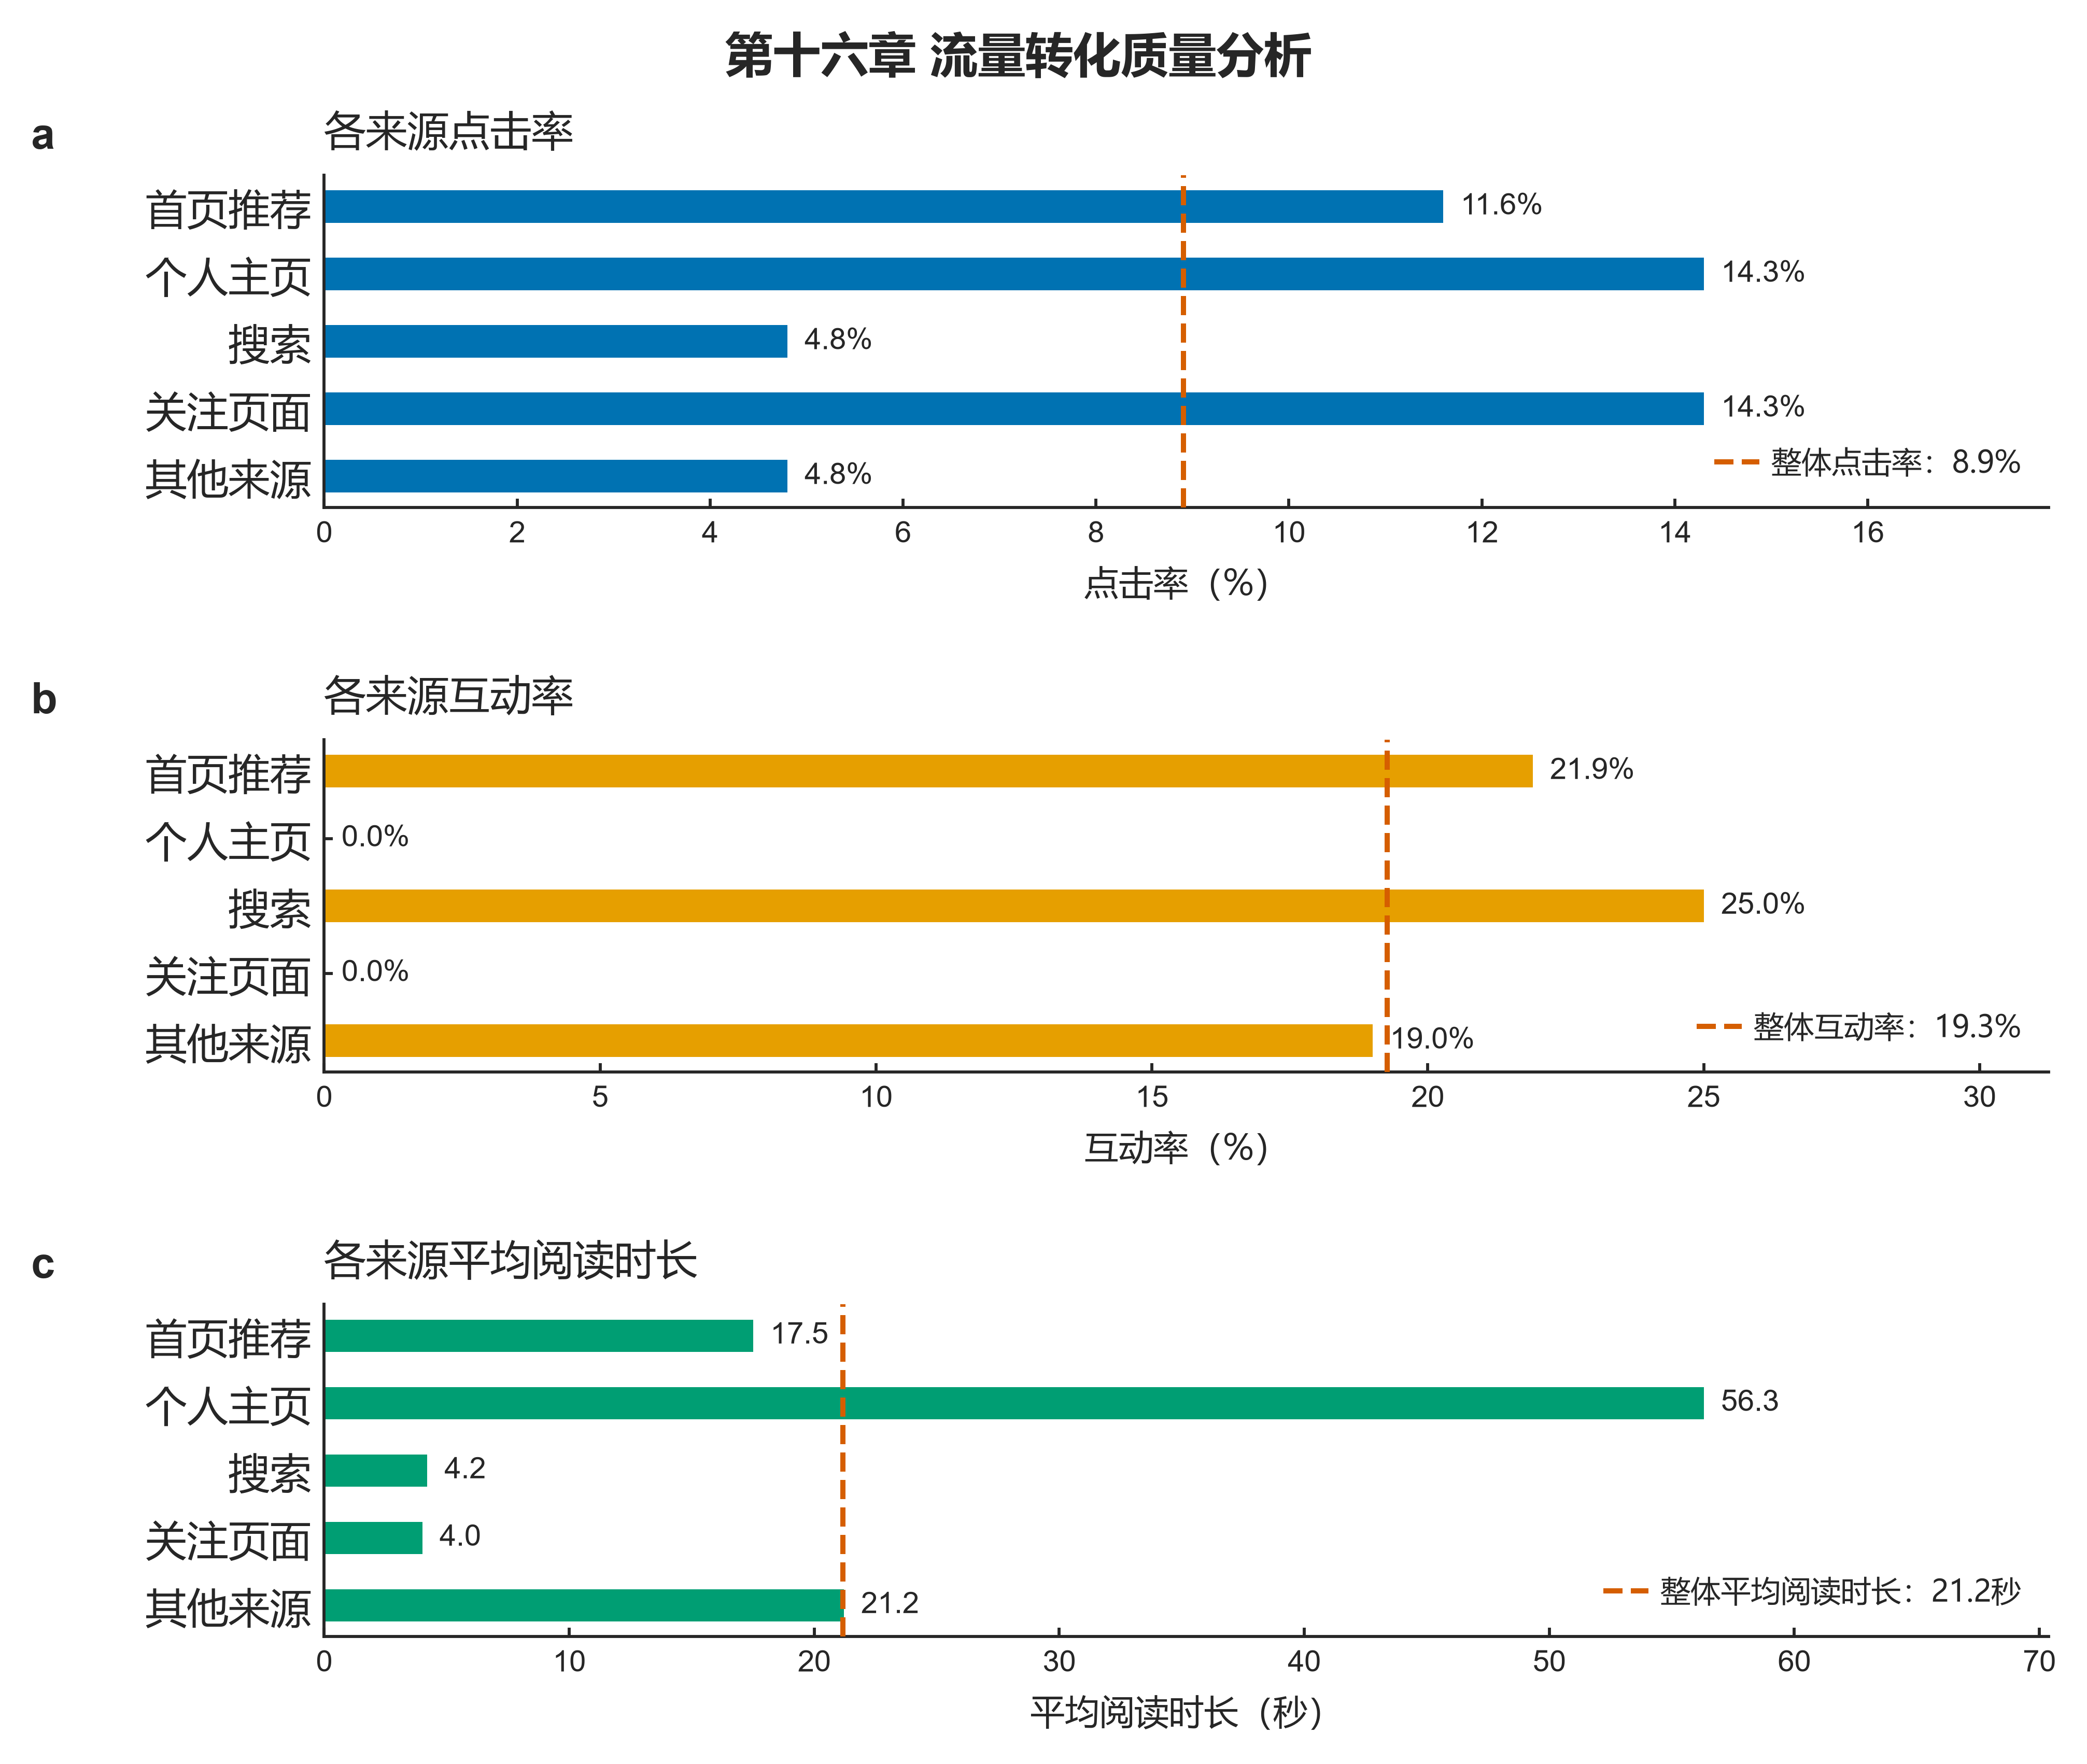 第十六章 流量转化质量分析
a
各来源点击率
首页推荐 11.6%
个人主页 14.3%
搜索 4.8%
关注页面 14.3%
整体点击率：8.9%
其他来源 4.8%
0 2 4 6 8 10 12 14 16
点击率（%）
b
各来源互动率
首页推荐 21.9%
个人主页 0.0%
搜索 25.0%
关注页面 0.0%
整体互动率：19.3%
其他来源 19.0%
0 5 10 15 20 25 30
互动率（%）
c
各来源平均阅读时长
首页推荐 17.5
个人主页 56.3
搜索 4.2
关注页面 4.0
整体平均阅读时长：21.2秒
其他来源 21.2
0 10 20 30 40 50 60 70
平均阅读时长（秒）